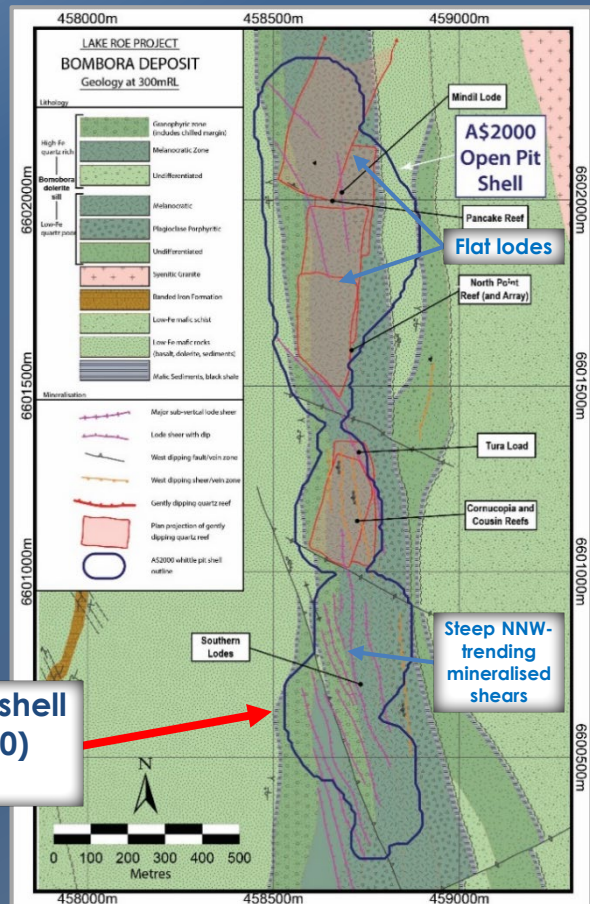 458000m 458500m 459000m
LAKE ROE PROJECT
BOMBORA DEPOSIT
Geology at 300mRL
Lithology
High-Fe
quartz rich
Bomsbora
dolerite
sill
Low-Fe
quartz poor
Granophyric zone
(includes chilled margin)
Melanocratic Zone
Undifferentiated
Melanocratic
Plagioclase Porphyritic
Undifferentiated
Syenitic Granite
Banded Iron Formation
Low-Fe mafic schist
Low-Fe mafic rocks
(basalt, dolerite, sediments)
Mafic Sediments, black shale
Mineralisation
Major sub-vertical lode sheer
Lode sheer with dip
West dipping fault/vein zone
West dipping sheer/vein zone
Gently dipping quartz reef
Plan projection of gently
dipping quartz reef
A$2000 whittle pit shell
outline
Mindil Lode
A$2000
Open Pit
Shell
Pancake Reef
Flat lodes
North Point
Reef (and Array)
Tura Load
Cornucopia and
Cousin Reefs
Southern
Lodes
Steep NNW-
trending
mineralised
shears
shell
0)
N
0 100 200 300 400 500
Metres
6602000m
6601500m
6601000m
6600500m
6602000m
6601500m
6601000m
6600500m
458000m 458500m 459000m